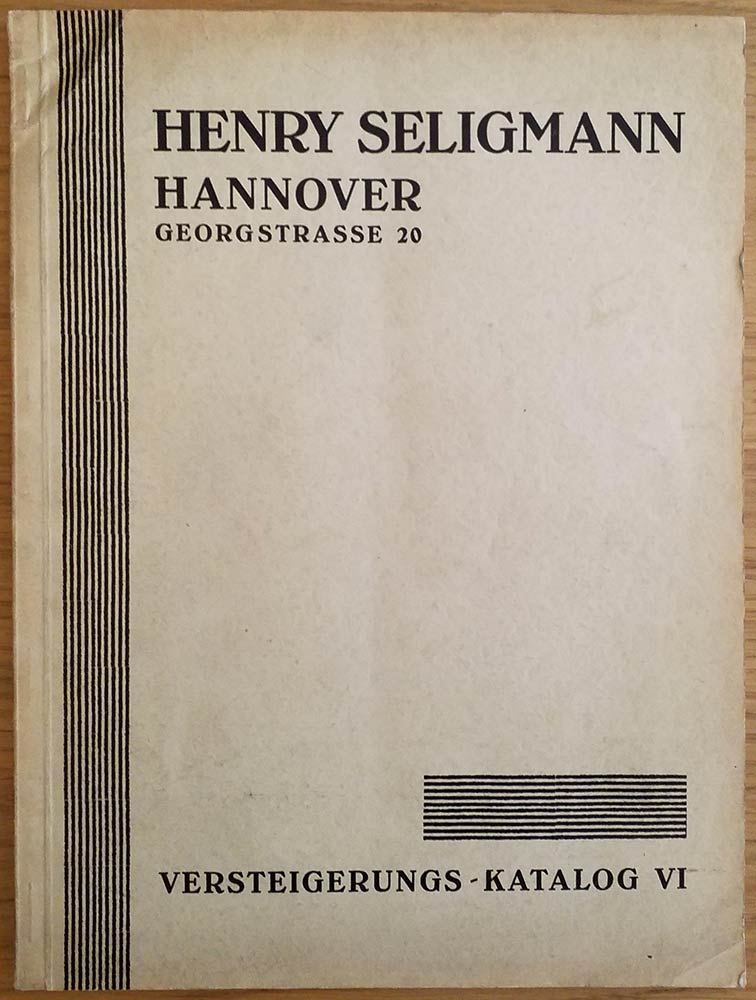 HENRY SELIGMANN
HANNOVER
GEORGSTRASSE 20
VERSTEIGERUNGS-KATALOG VI